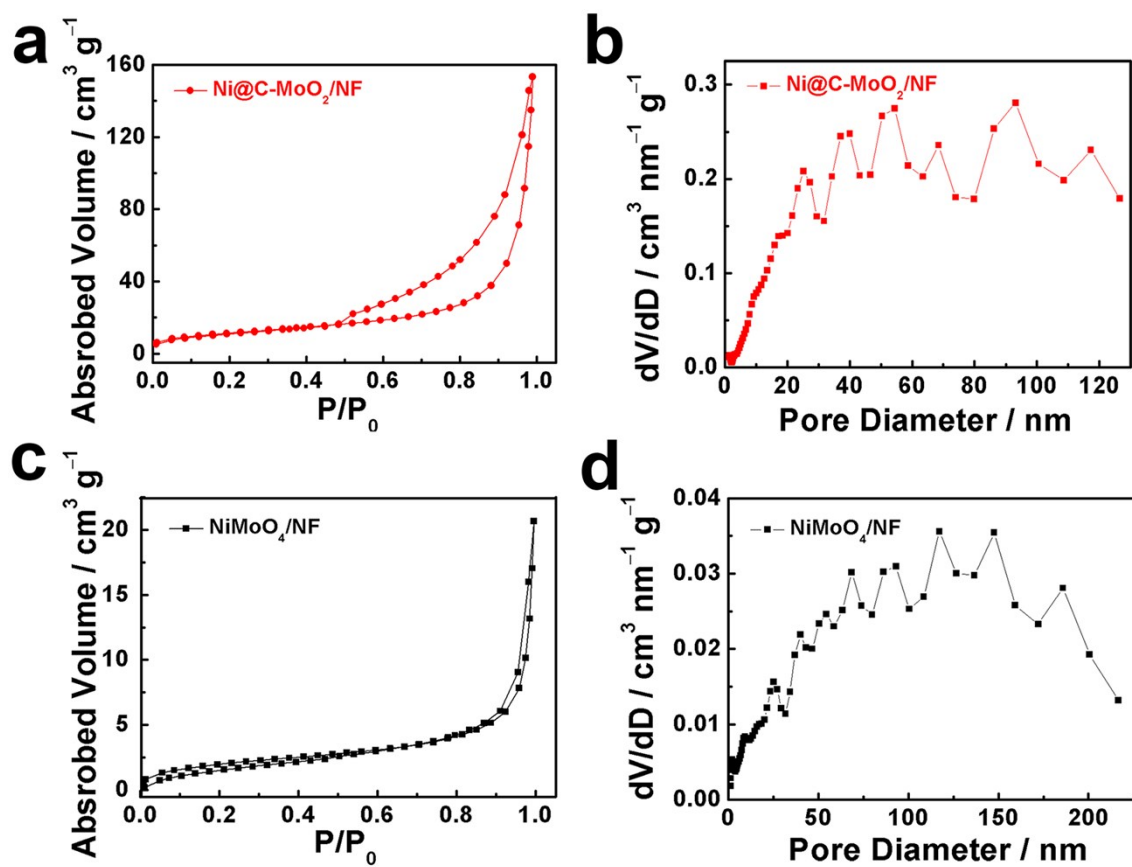 a
Absrobed Volume / cm³ g⁻¹
160
120
80
40
0
Ni@C-MoO₂/NF
0.0 0.2 0.4 0.6 0.8 1.0
P/P₀
b
dV/dD / cm³ nm⁻¹ g⁻¹
0.3
0.2
0.1
0.0
Ni@C-MoO₂/NF
0 20 40 60 80 100 120
Pore Diameter / nm
c
Absrobed Volume / cm³ g⁻¹
20
15
10
5
0
NiMoO₄/NF
0.0 0.2 0.4 0.6 0.8 1.0
P/P₀
d
dV/dD / cm³ nm⁻¹ g⁻¹
0.04
0.03
0.02
0.01
0.00
NiMoO₄/NF
0 50 100 150 200
Pore Diameter / nm